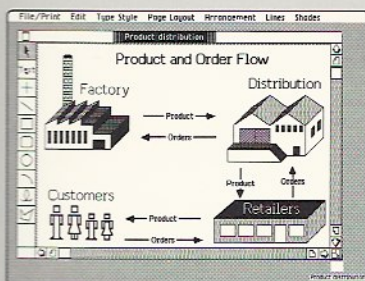 File/Print Edit Type Style Page Layout Arrangement Lines Shades
Product distribution
Product and Order Flow
Factory
Distribution
Product
Orders
Product
Orders
Customers
Retailers
Product
Orders
Product distribution